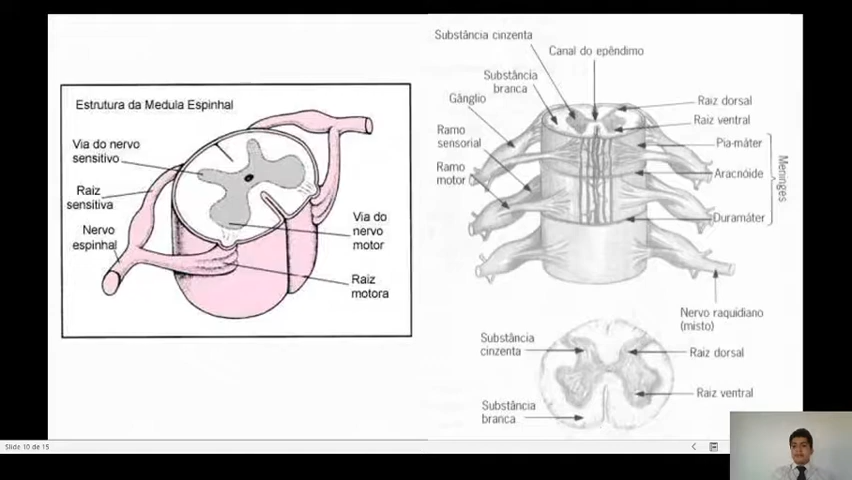 Estrutura da Medula Espinhal
Via do nervo
sensitivo
Raiz
sensitiva
Nervo
espinhal
Via do
nervo
motor
Raiz
motora
Substância cinzenta
Canal do epêndimo
Substância
branca
Gânglio
Ramo
sensorial
Ramo
motor
Raiz dorsal
Raiz ventral
Pia-máter
Aracnóide
Duramáter
Meninges
Nervo raquidiano
(misto)
Substância
cinzenta
Raiz dorsal
Raiz ventral
Substância
branca
Slide 10 de 15